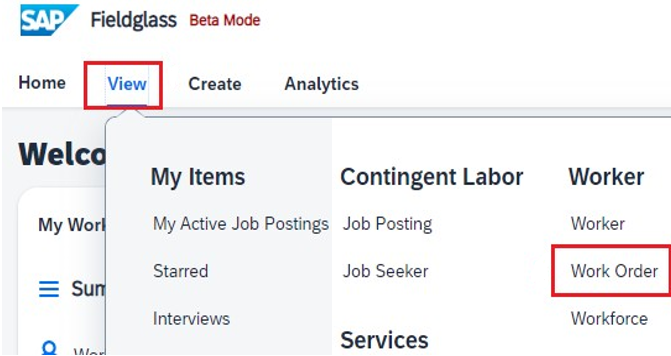 SAP Fieldglass Beta Mode
Home View Create Analytics
Welco
My Items Contingent Labor Worker
My Work
My Active Job Postings Job Posting Worker
Starred Job Seeker Work Order
Sum
Interviews Workforce
Services
Wor